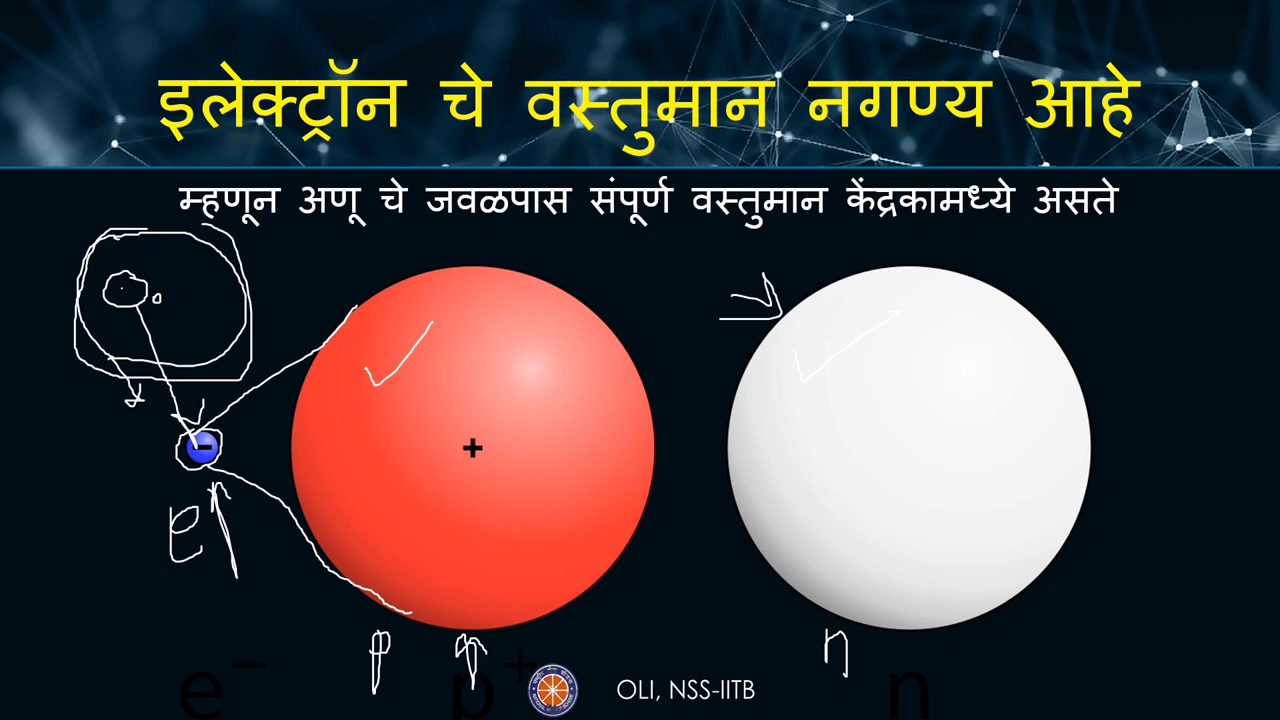 इलेक्ट्रॉन चे वस्तुमान नगण्य आहे
म्हणून अणू चे जवळपास संपूर्ण वस्तुमान केंद्रकामध्ये असते
-
+
e
p
n
e⁻ p⁺ n
OLI, NSS-IITB